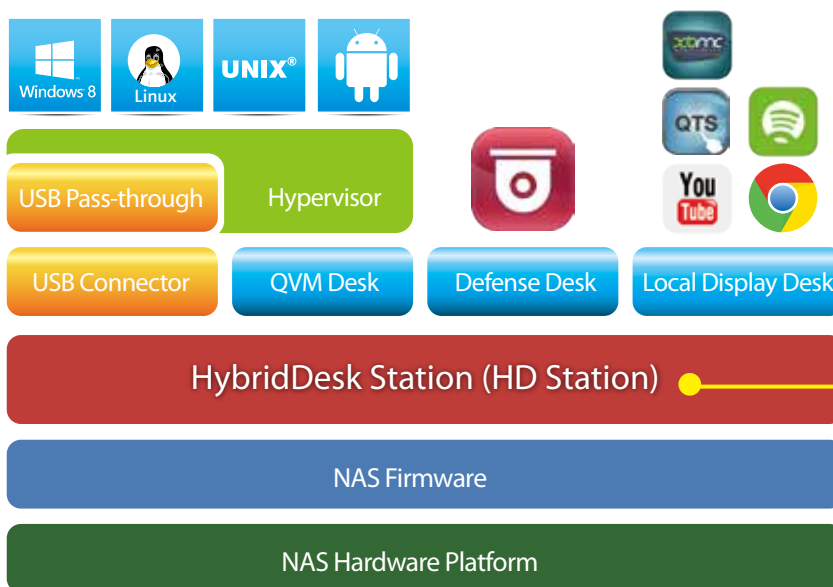 Windows 8
Linux
UNIX®
xbmc
QTS
You
Tube
USB Pass-through
Hypervisor
USB Connector
QVM Desk
Defense Desk
Local Display Desk
HybridDesk Station (HD Station)
NAS Firmware
NAS Hardware Platform